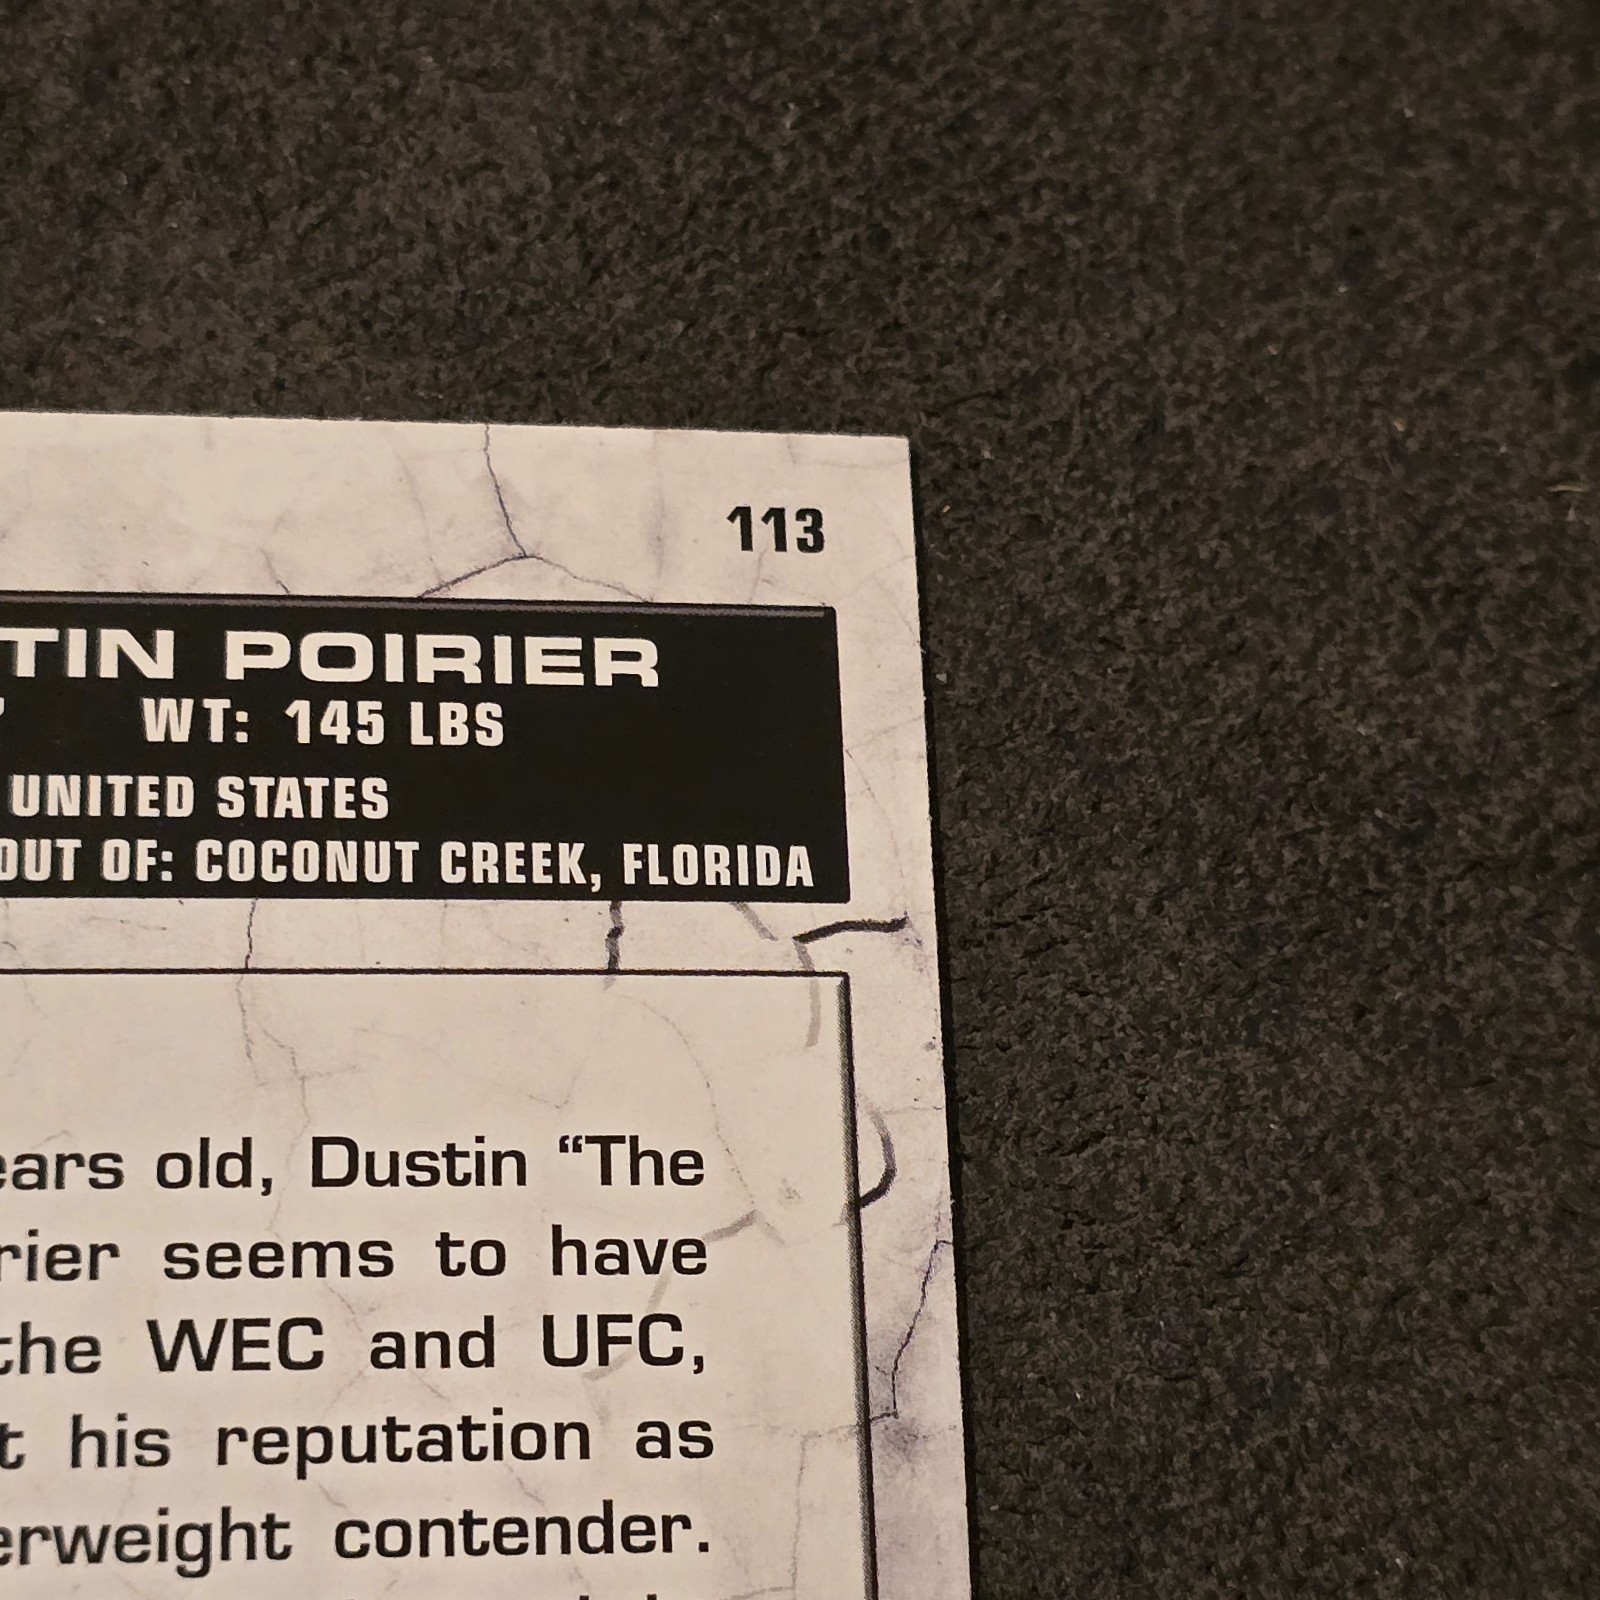 113
TIN POIRIER
WT: 145 LBS
UNITED STATES
OUT OF: COCONUT CREEK, FLORIDA
ears old, Dustin “The
rier seems to have
the WEC and UFC,
t his reputation as
erweight contender.